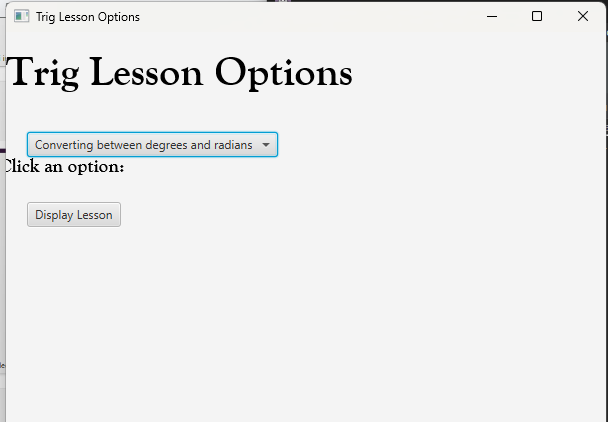 Trig Lesson Options
Trig Lesson Options
Converting between degrees and radians
Click an option:
Display Lesson